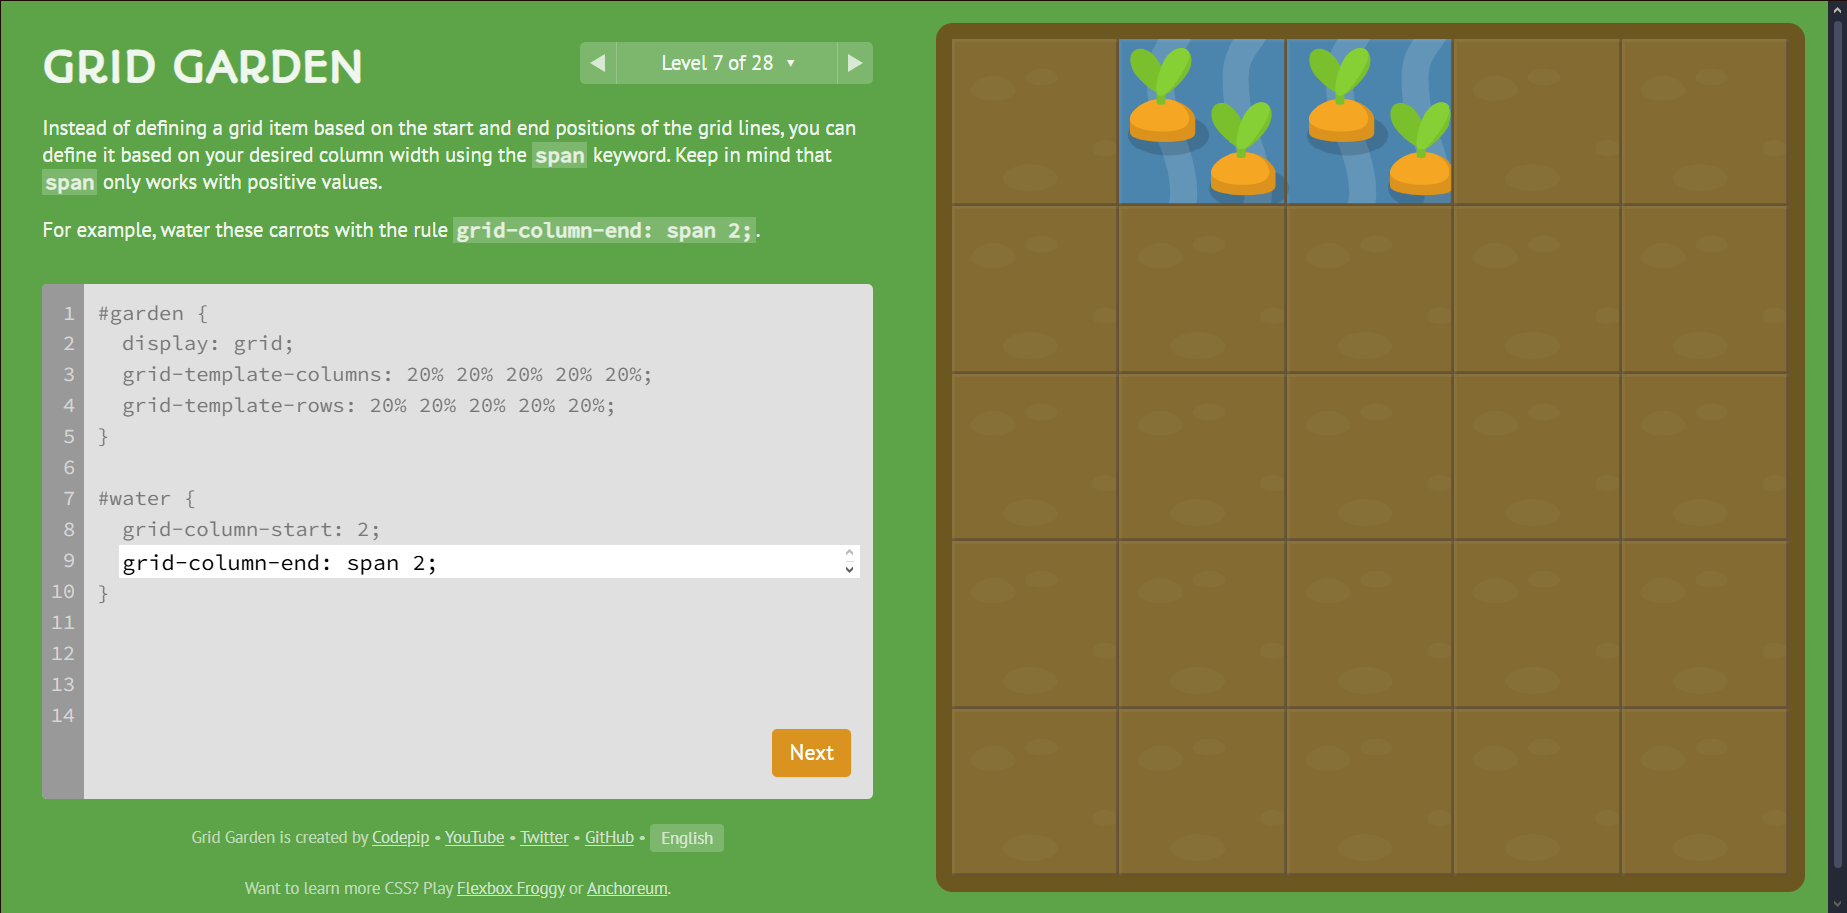 GRID GARDEN
◀ Level 7 of 28 ▼ ▶
Instead of defining a grid item based on the start and end positions of the grid lines, you can
define it based on your desired column width using the span keyword. Keep in mind that
span only works with positive values.
For example, water these carrots with the rule grid-column-end: span 2;.
1 #garden {
2 display: grid;
3 grid-template-columns: 20% 20% 20% 20% 20%;
4 grid-template-rows: 20% 20% 20% 20% 20%;
5 }
6
7 #water {
8 grid-column-start: 2;
9 grid-column-end: span 2;
10 }
11
12
13
14
Next
Grid Garden is created by Codepip • YouTube • Twitter • GitHub • English
Want to learn more CSS? Play Flexbox Froggy or Anchoreum.